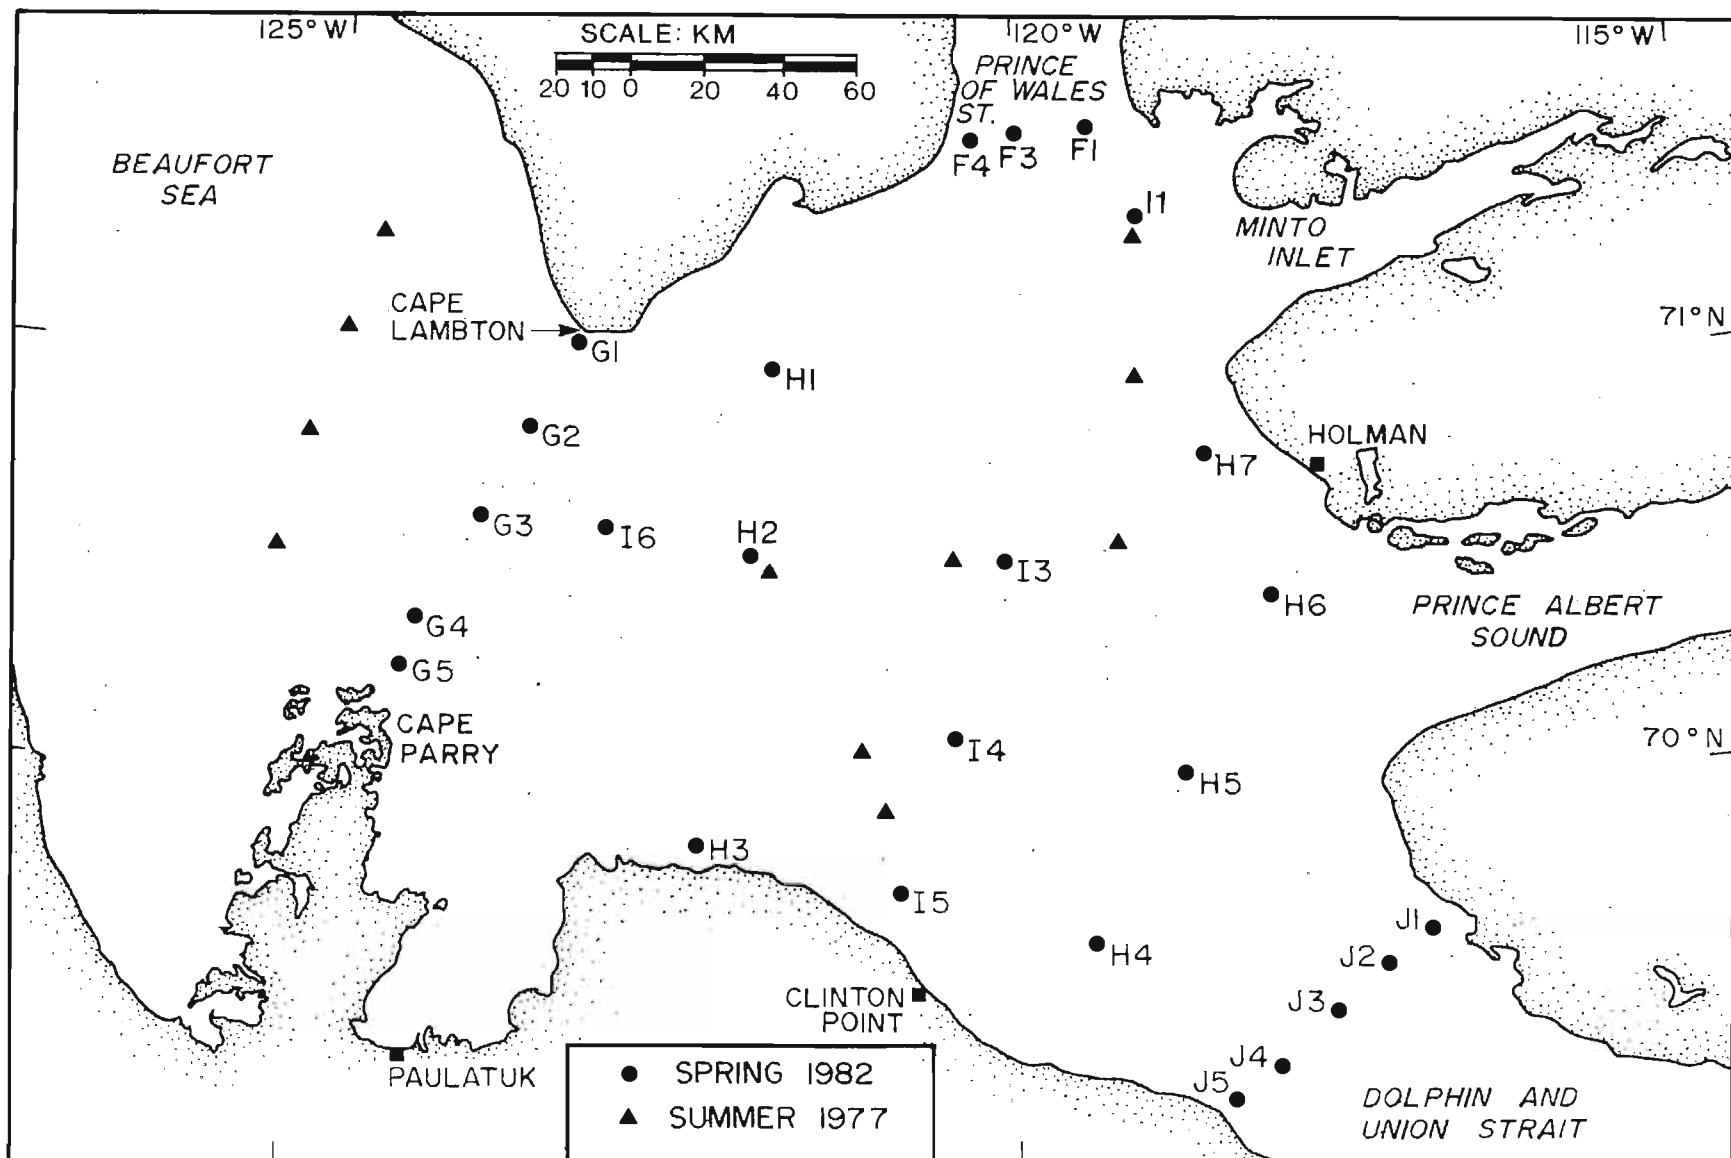 125°W
SCALE: KM
20 10 0 20 40 60
120°W
115°W
PRINCE
OF WALES
ST.
F4
F3
F1
BEAUFORT
SEA
I1
MINTO
INLET
CAPE
LAMBTON
G1
71°N
H1
G2
HOLMAN
H7
G3
I6
H2
I3
H6
PRINCE ALBERT
SOUND
G4
G5
CAPE
PARRY
I4
70°N
H5
H3
I5
J1
H4
J2
CLINTON
POINT
J3
J4
PAULATUK
J5
SPRING 1982
SUMMER 1977
DOLPHIN AND
UNION STRAIT